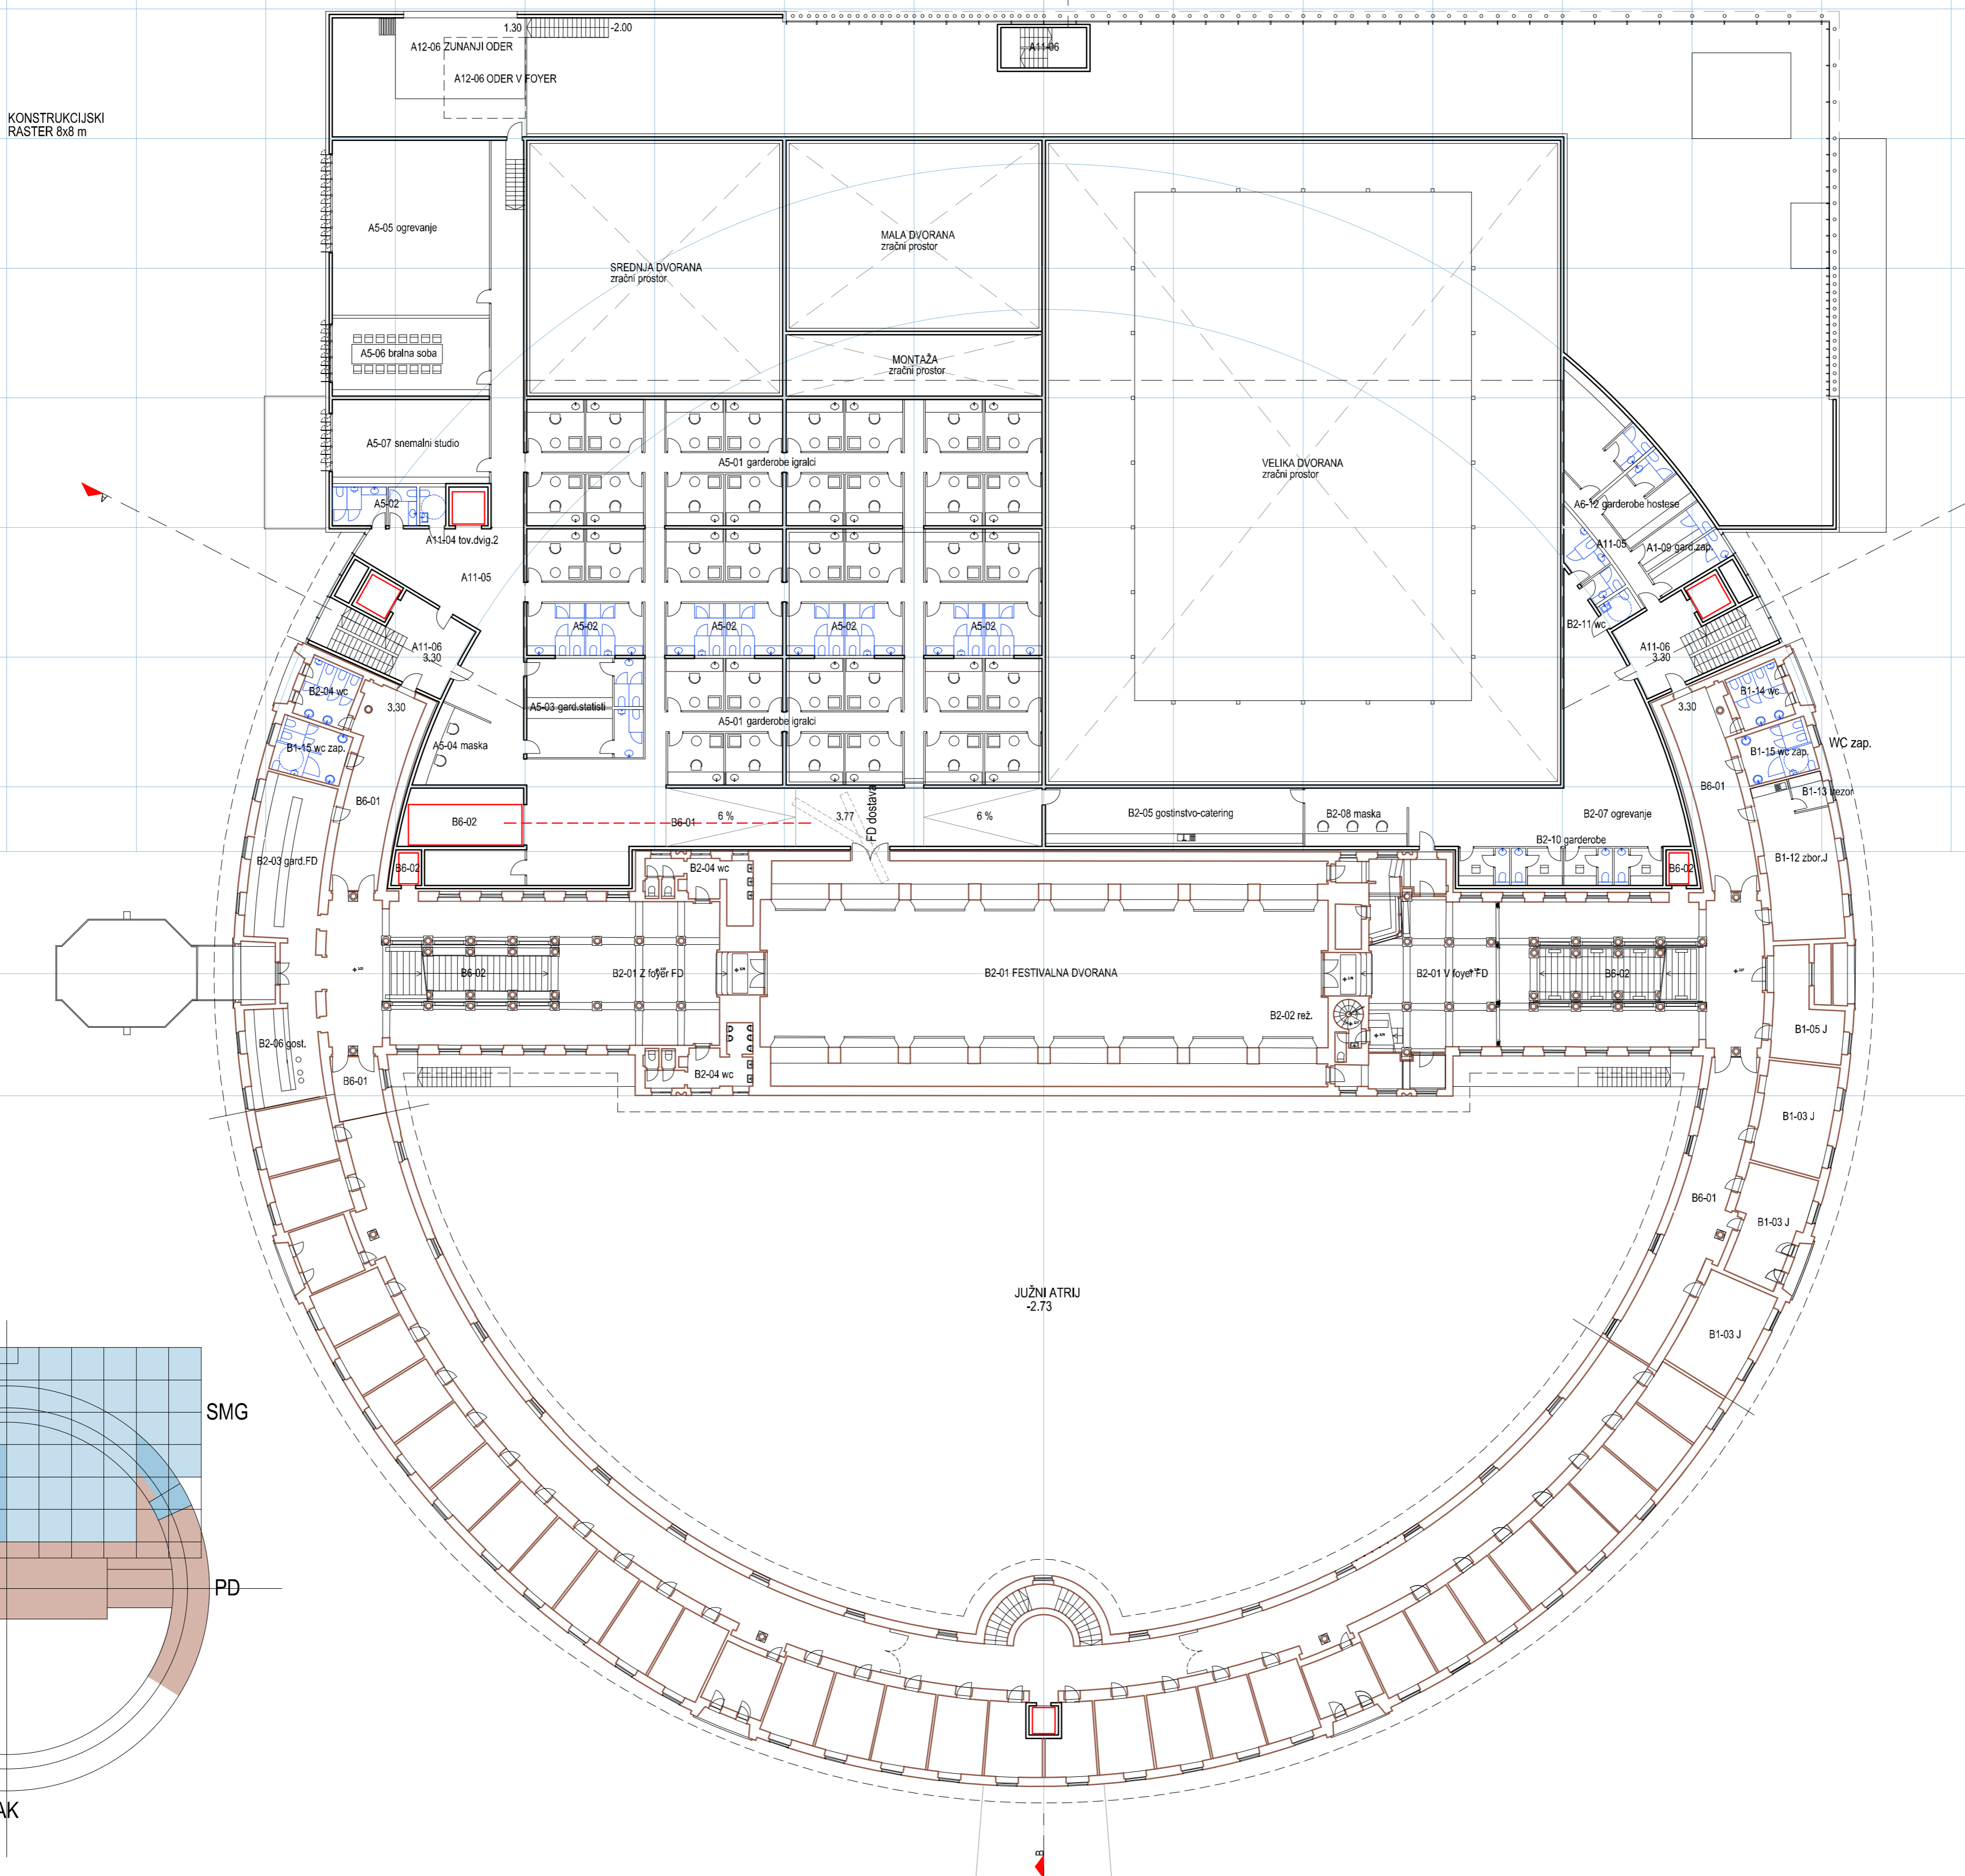 1.30
-2.00
A12-06 ZUNANJI ODER
A11-06
A12-06 ODER V FOYER
KONSTRUKCIJSKI
RASTER 8x8 m
A5-05 ogrevanje
MALA DVORANA
zračni prostor
SREDNJA DVORANA
zračni prostor
A5-06 bralna soba
MONTAŽA
zračni prostor
A5-07 snemalni studio
A5-01 garderobe igralci
VELIKA DVORANA
zračni prostor
A
A5-02
A6-12 garderobe hostese
A11-04 tov.dvig.2
A11-05
A1-09 gard.zap.
A11-05
A5-02
A5-02
A5-02
A5-02
B2-11 wc
A11-06
3.30
A11-06
3.30
B2-04 wc
B1-14 wc
3.30
A5-03 gard.statisti
3.30
A5-01 garderobe igralci
B1-15 wc zap.
A5-04 maska
WC zap.
B1-15 wc zap.
B6-01
B6-01
B1-13 trezor
B6-02
B6-01
6 %
3.77
FD dostava
6 %
B2-05 gostinstvo-catering
B2-08 maska
B2-07 ogrevanje
B2-10 garderobe
B2-03 gard.FD
B6-02
B2-04 wc
B6-02
B1-12 zbor.J
B6-02
B2-01 Z foyer FD
B2-01 FESTIVALNA DVORANA
B2-01 V foyer FD
B6-02
B2-02 rež.
B1-05 J
B2-06 gost.
B6-01
B2-04 wc
B1-03 J
B6-01
B1-03 J
JUŽNI ATRIJ
-2.73
B1-03 J
SMG
PD
AK
B